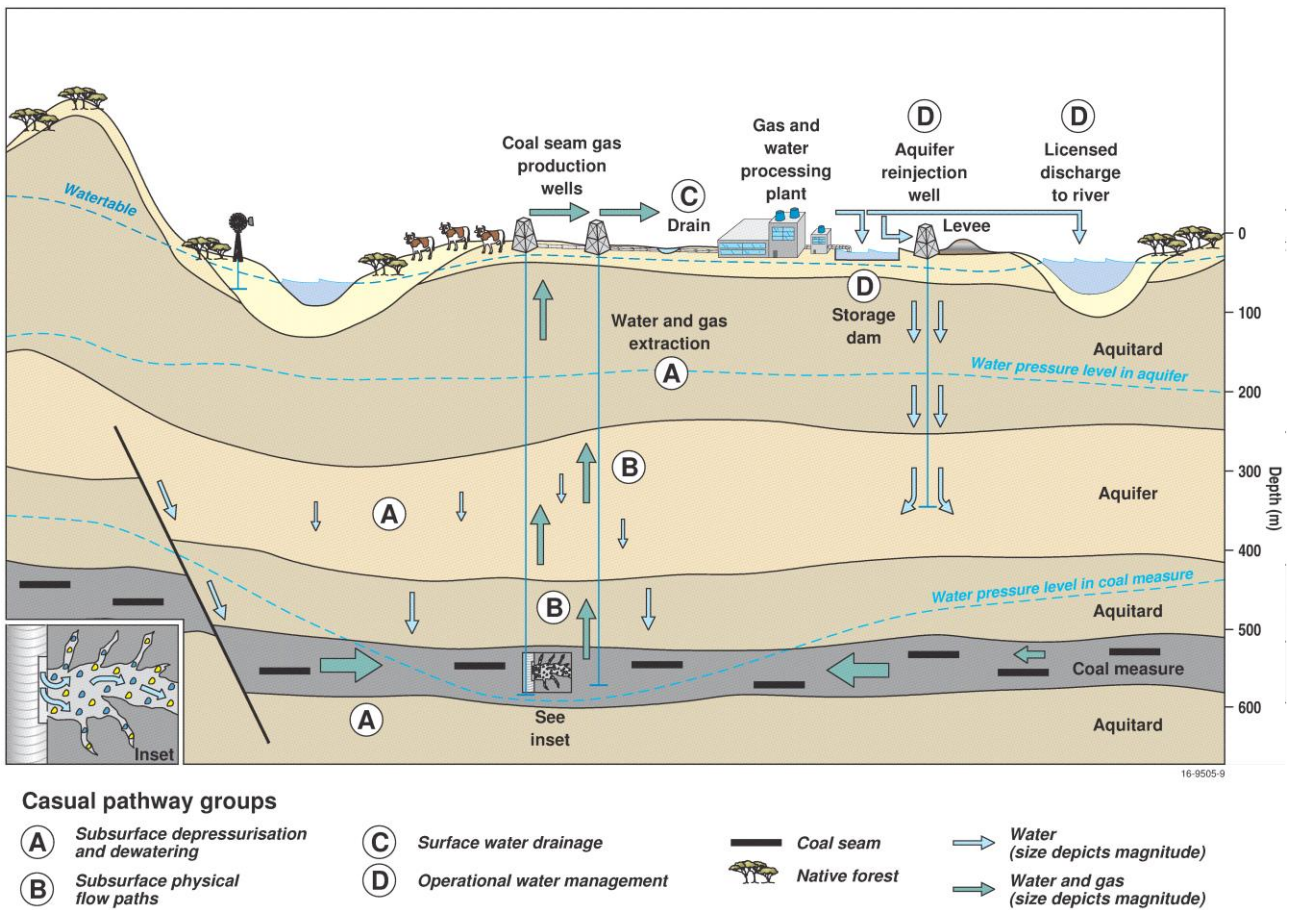 Coal seam gas
production
wells
C
Drain
Gas and
water
processing
plant
D
Aquifer
reinjection
well
Levee
D
Licensed
discharge
to river
Watertable
D
Storage
dam
Water and gas
extraction
A
Aquitard
Water pressure level in aquifer
B
A
Aquifer
B
Water pressure level in coal measure
Aquitard
Coal measure
A
See
inset
Aquitard
Inset
0
100
200
300
400
500
600
Depth (m)
16-9505-9
Casual pathway groups
A
Subsurface depressurisation
and dewatering
B
Subsurface physical
flow paths
C
Surface water drainage
D
Operational water management
Coal seam
Native forest
Water
(size depicts magnitude)
Water and gas
(size depicts magnitude)